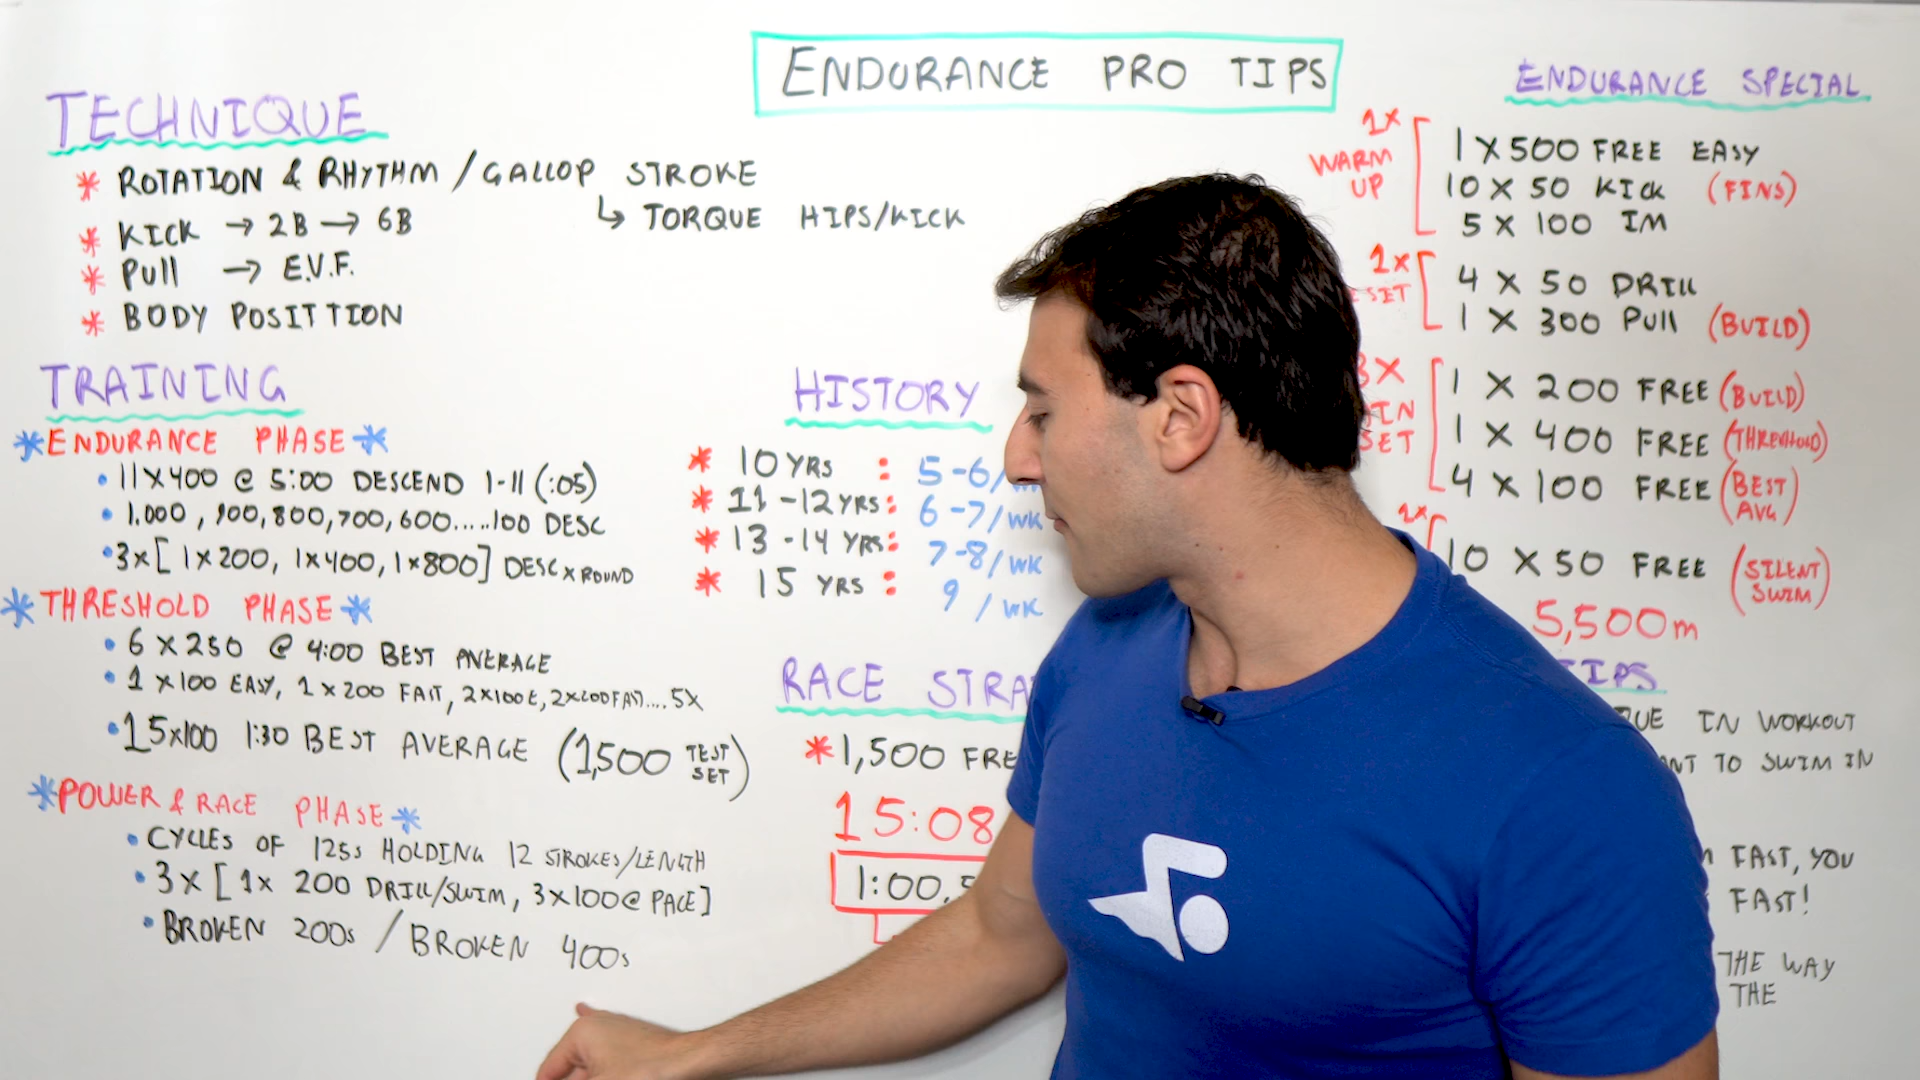 ENDURANCE PRO TIPS
TECHNIQUE
* ROTATION & RHYTHM / GALLOP STROKE
↳ TORQUE HIPS/KICK
* KICK → 2B → 6B
* PULL → E.V.F.
* BODY POSITTION
TRAINING
*ENDURANCE PHASE*
• 11X400 @ 5:00 DESCEND 1-11 (:05)
• 1.000, 900, 800, 700, 600.....100 DESC
• 3x [1x200, 1x400, 1x800] DESC x ROUND
*THRESHOLD PHASE*
• 6 X 250 @ 4:00 BEST AVERAGE
• 1 x100 EASY, 1 x 200 FAST, 2x100E, 2x200FAST.... 5X
• 15x100 1:30 BEST AVERAGE (1,500 TEST SET)
*POWER & RACE PHASE*
• CYCLES OF 125s HOLDING 12 STROKES/LENGTH
• 3x [1x 200 DRILL/SWIM, 3x100@ PACE]
• BROKEN 200s / BROKEN 400s
HISTORY
* 10 YRS : 5-6/
* 11-12 YRS: 6-7/WK
* 13-14 YRS: 7-8/WK
* 15 YRS : 9 /WK
RACE
*1,500
15:08
1:00,
ENDURANCE SPECIAL
1x
WARM
UP
1 X 500 FREE EASY
10 X 50 KICK (FINS)
5 X 100 IM
1x
SET
4 X 50 DRILL
1 X 300 PULL (BUILD)
3X
SET
1 X 200 FREE (BUILD)
1 X 400 FREE (THRESHOLD)
4 X 100 FREE (BEST AVG)
1x
10 X 50 FREE (SILENT SWIM)
5,500m
TIPS
IN WORKOUT
TO SWIM IN
FAST, YOU
FAST!
THE WAY
THE